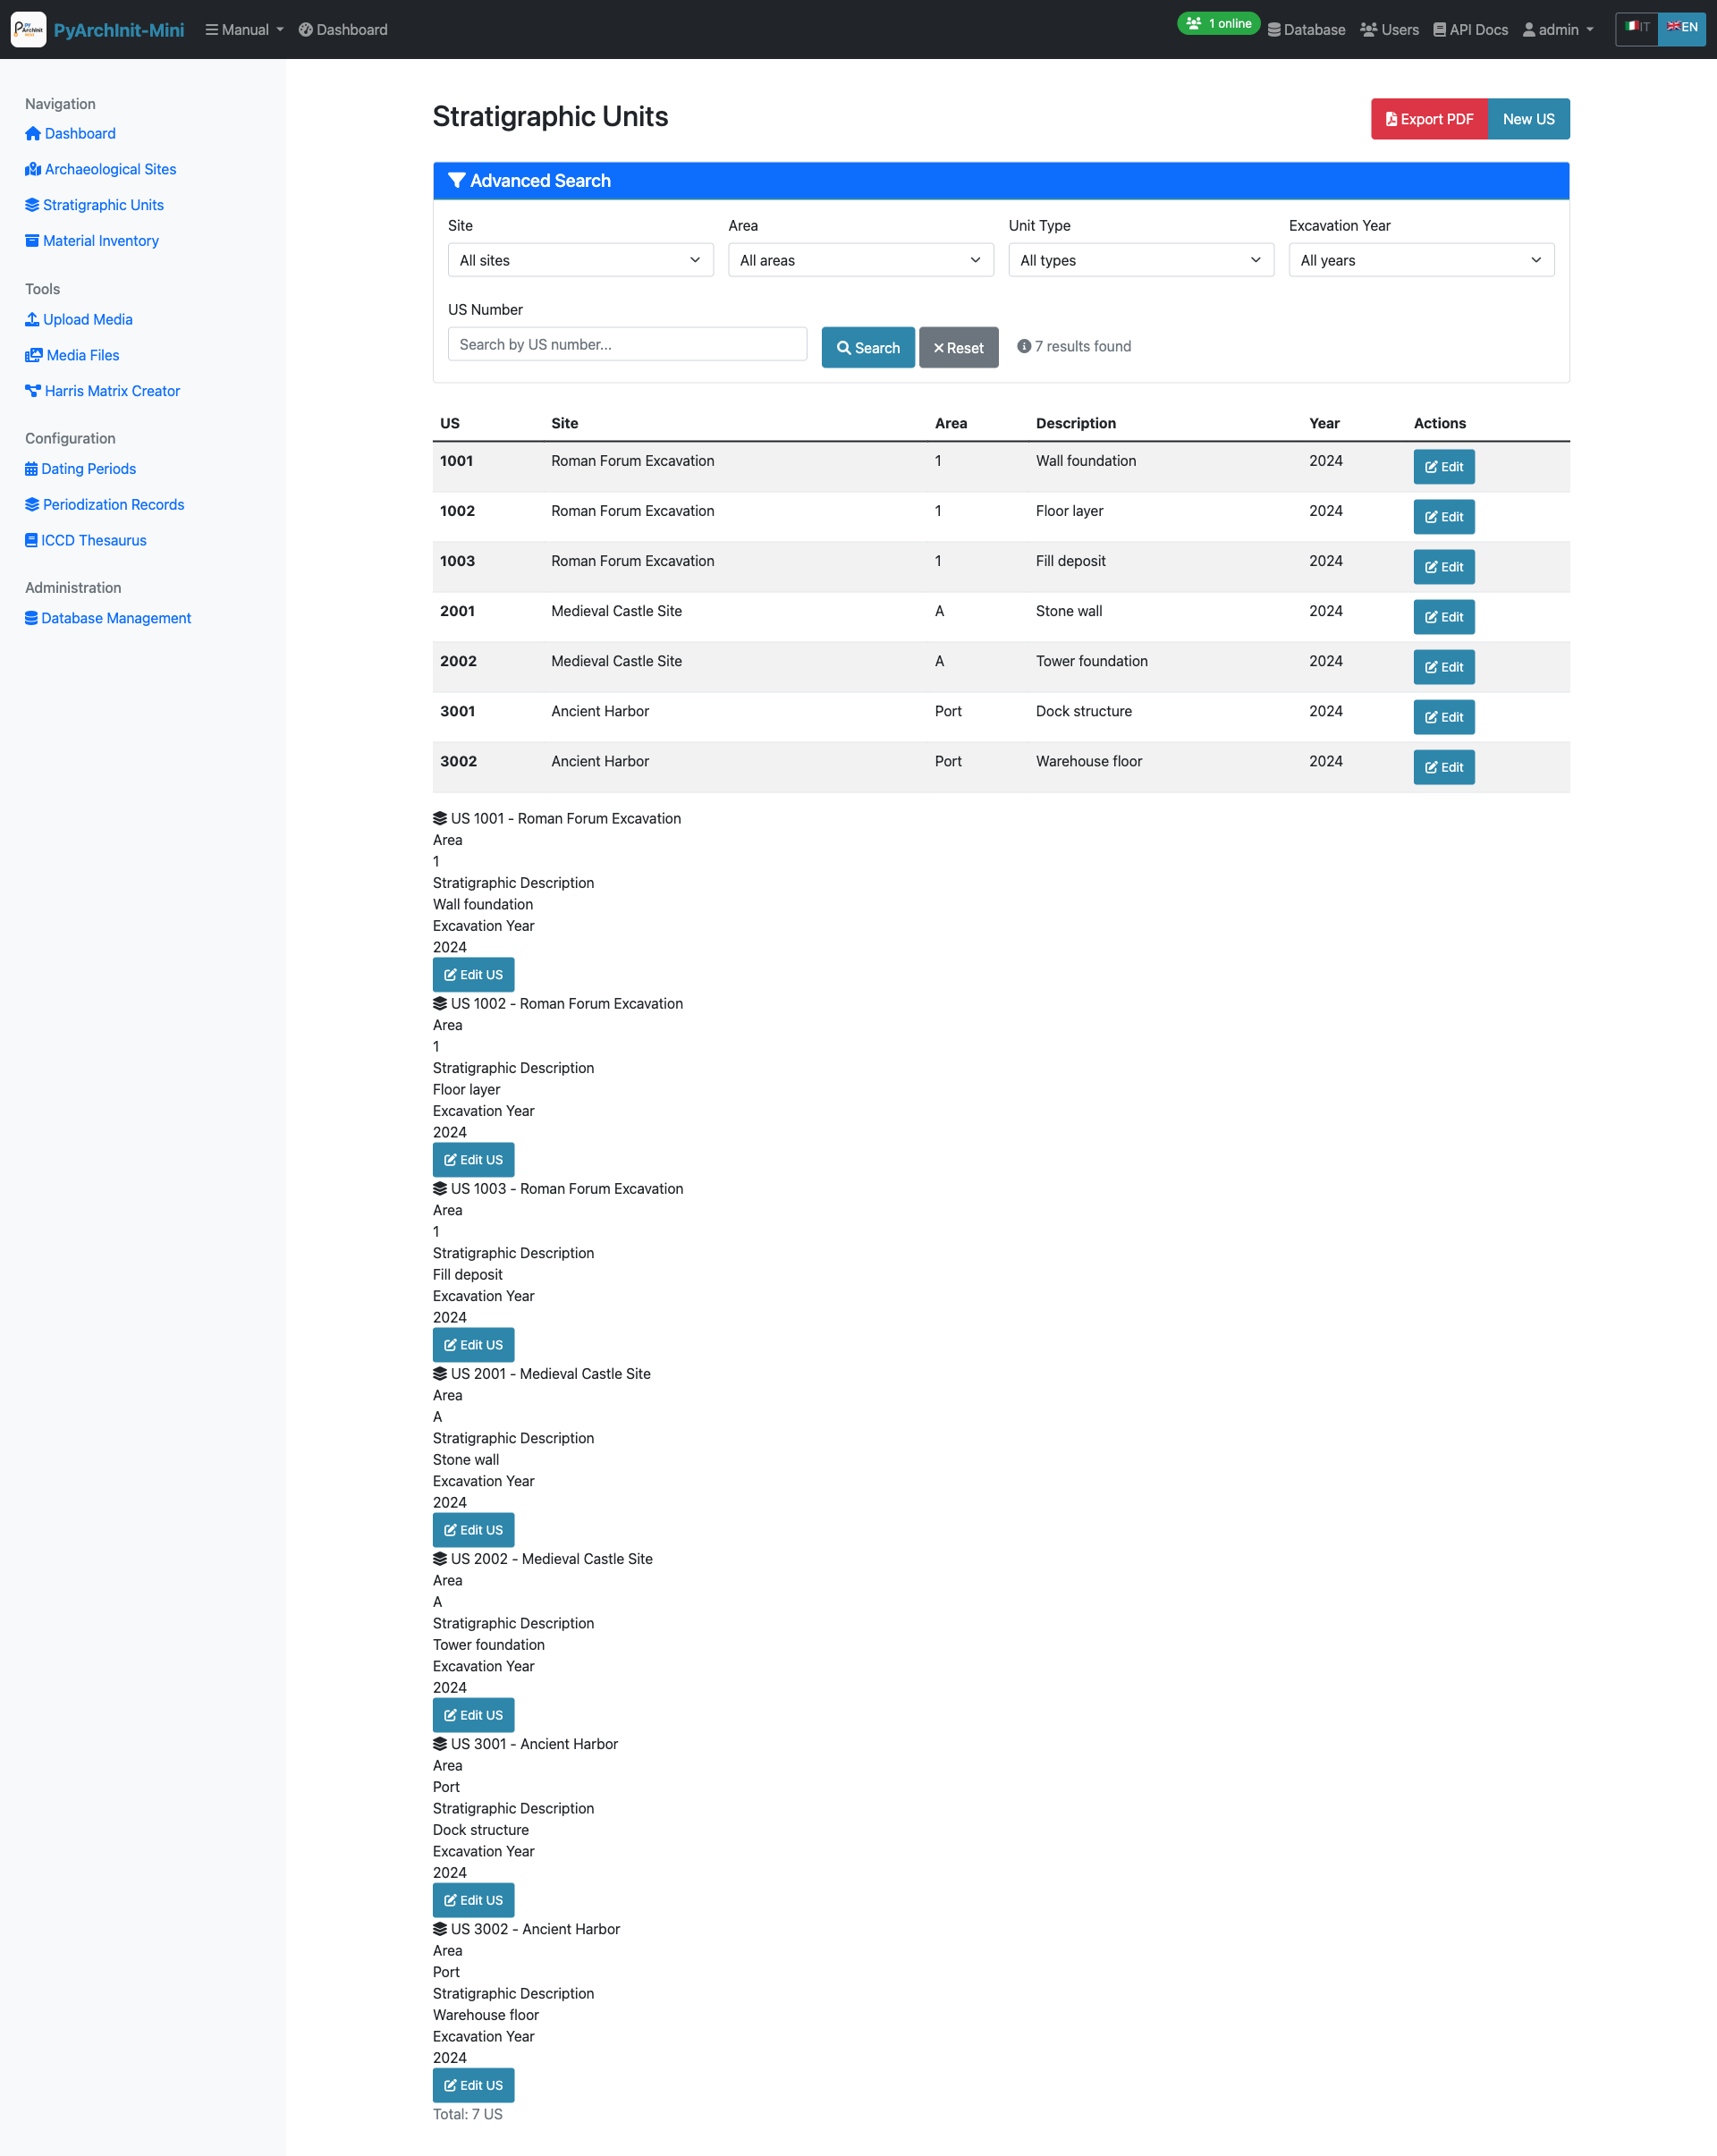 PyArchInit-Mini Manual Dashboard 1 online Database Users API Docs admin IT EN
Navigation
Dashboard
Archaeological Sites
Stratigraphic Units
Material Inventory
Tools
Upload Media
Media Files
Harris Matrix Creator
Configuration
Dating Periods
Periodization Records
ICCD Thesaurus
Administration
Database Management
Stratigraphic Units
Export PDF New US
Advanced Search
Site Area Unit Type Excavation Year
All sites All areas All types All years
US Number
Search by US number... Search Reset 7 results found
US Site Area Description Year Actions
1001 Roman Forum Excavation 1 Wall foundation 2024 Edit
1002 Roman Forum Excavation 1 Floor layer 2024 Edit
1003 Roman Forum Excavation 1 Fill deposit 2024 Edit
2001 Medieval Castle Site A Stone wall 2024 Edit
2002 Medieval Castle Site A Tower foundation 2024 Edit
3001 Ancient Harbor Port Dock structure 2024 Edit
3002 Ancient Harbor Port Warehouse floor 2024 Edit
US 1001 - Roman Forum Excavation
Area
1
Stratigraphic Description
Wall foundation
Excavation Year
2024
Edit US
US 1002 - Roman Forum Excavation
Area
1
Stratigraphic Description
Floor layer
Excavation Year
2024
Edit US
US 1003 - Roman Forum Excavation
Area
1
Stratigraphic Description
Fill deposit
Excavation Year
2024
Edit US
US 2001 - Medieval Castle Site
Area
A
Stratigraphic Description
Stone wall
Excavation Year
2024
Edit US
US 2002 - Medieval Castle Site
Area
A
Stratigraphic Description
Tower foundation
Excavation Year
2024
Edit US
US 3001 - Ancient Harbor
Area
Port
Stratigraphic Description
Dock structure
Excavation Year
2024
Edit US
US 3002 - Ancient Harbor
Area
Port
Stratigraphic Description
Warehouse floor
Excavation Year
2024
Edit US
Total: 7 US